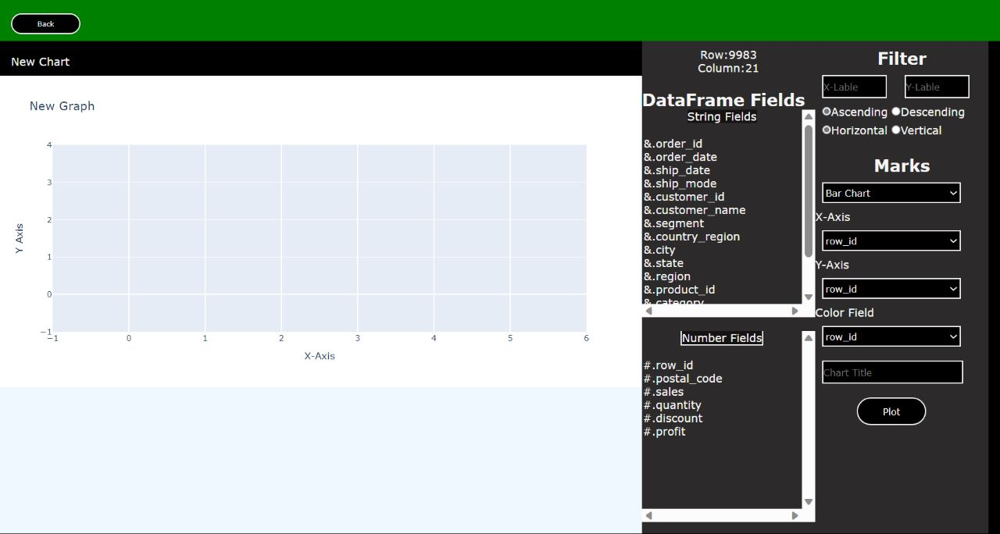 Back
New Chart
New Graph
4
3
2
1
0
−1
−1 0 1 2 3 4 5 6
Y Axis
X-Axis
Row:9983
Column:21
DataFrame Fields
String Fields
&.order_id
&.order_date
&.ship_date
&.ship_mode
&.customer_id
&.customer_name
&.segment
&.country_region
&.city
&.state
&.region
&.product_id
&.category
Number Fields
#.row_id
#.postal_code
#.sales
#.quantity
#.discount
#.profit
Filter
X-Lable Y-Lable
Ascending Descending
Horizontal Vertical
Marks
Bar Chart
X-Axis
row_id
Y-Axis
row_id
Color Field
row_id
Chart Title
Plot